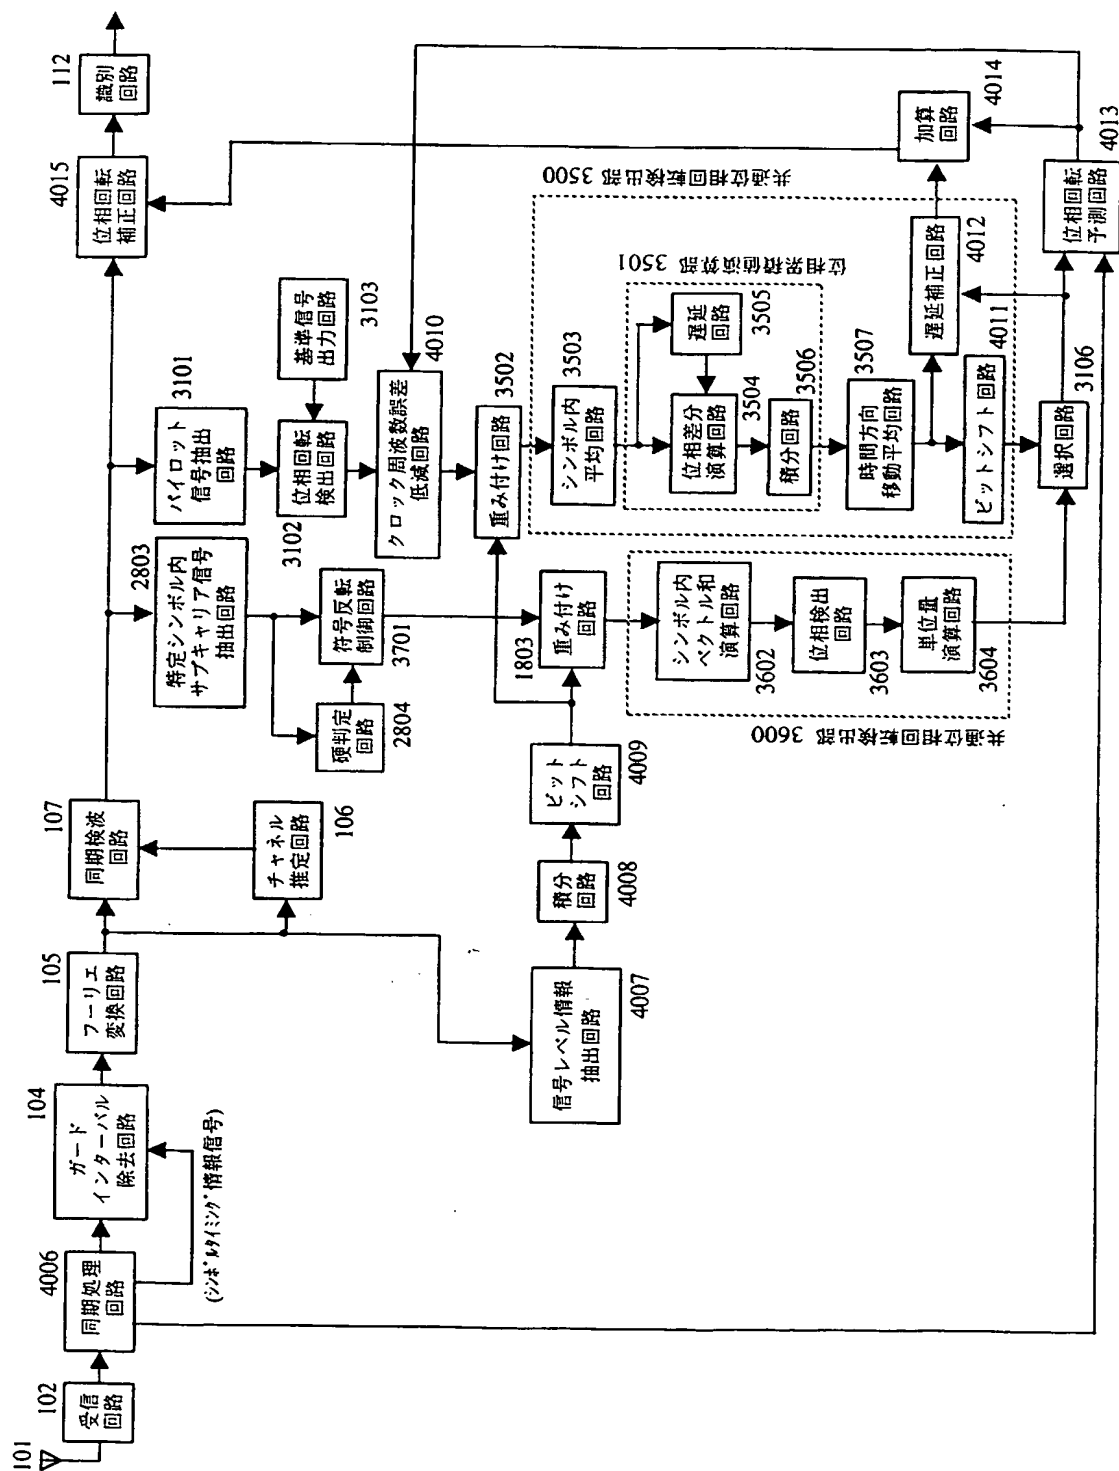 101
102
受信
回路
4006
同期処理
回路
(シンボルタイミング情報信号)
104
ガード
インターバル
除去回路
105
フーリエ
変換回路
107
同期検波
回路
チャネル
推定回路
106
4015
位相回転
補正回路
112
識別
回路
2803
特定シンボル内
サブキャリア信号
抽出回路
パイロット
信号抽出
回路
3101
硬判定
回路
2804
符号反転
制御回路
3701
3102
位相回転
検出回路
基準信号
出力回路
3103
クロック周波数誤差
低減回路
4010
信号レベル情報
抽出回路
4007
積分
回路
4008
ビット
シフト
回路
4009
1803
重み付け
回路
重み付け回路
3502
共通位相回転検出部 3600
シンボル内
ベクトル和
演算回路
3602
位相検出
回路
3603
単位量
演算回路
3604
共通位相回転検出部 3500
シンボル内
平均回路
3503
位相累積値演算部 3501
遅延
回路
3505
位相差分
演算回路
3504
積分回路
3506
時間方向
移動平均回路
3507
遅延補正回路
4012
ビットシフト回路
4011
選択回路
3106
加算
回路
4014
位相回転
予測回路
4013